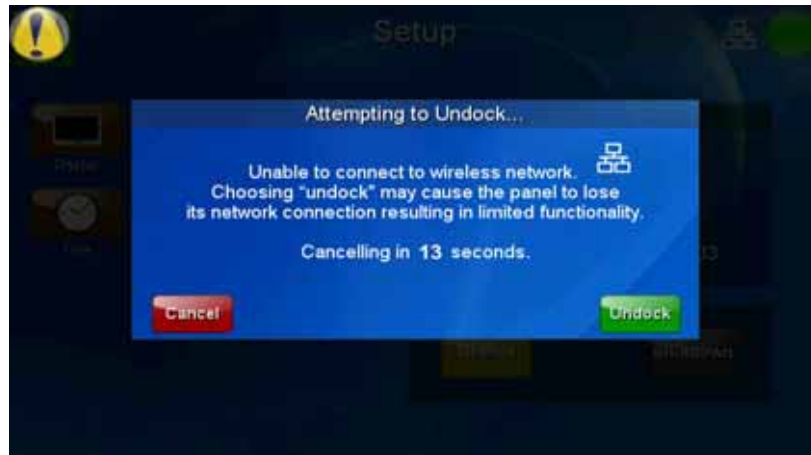 Setup
Attempting to Undock...
Unable to connect to wireless network.
Choosing "undock" may cause the panel to lose
its network connection resulting in limited functionality.
Cancelling in 13 seconds.
Cancel
Undock